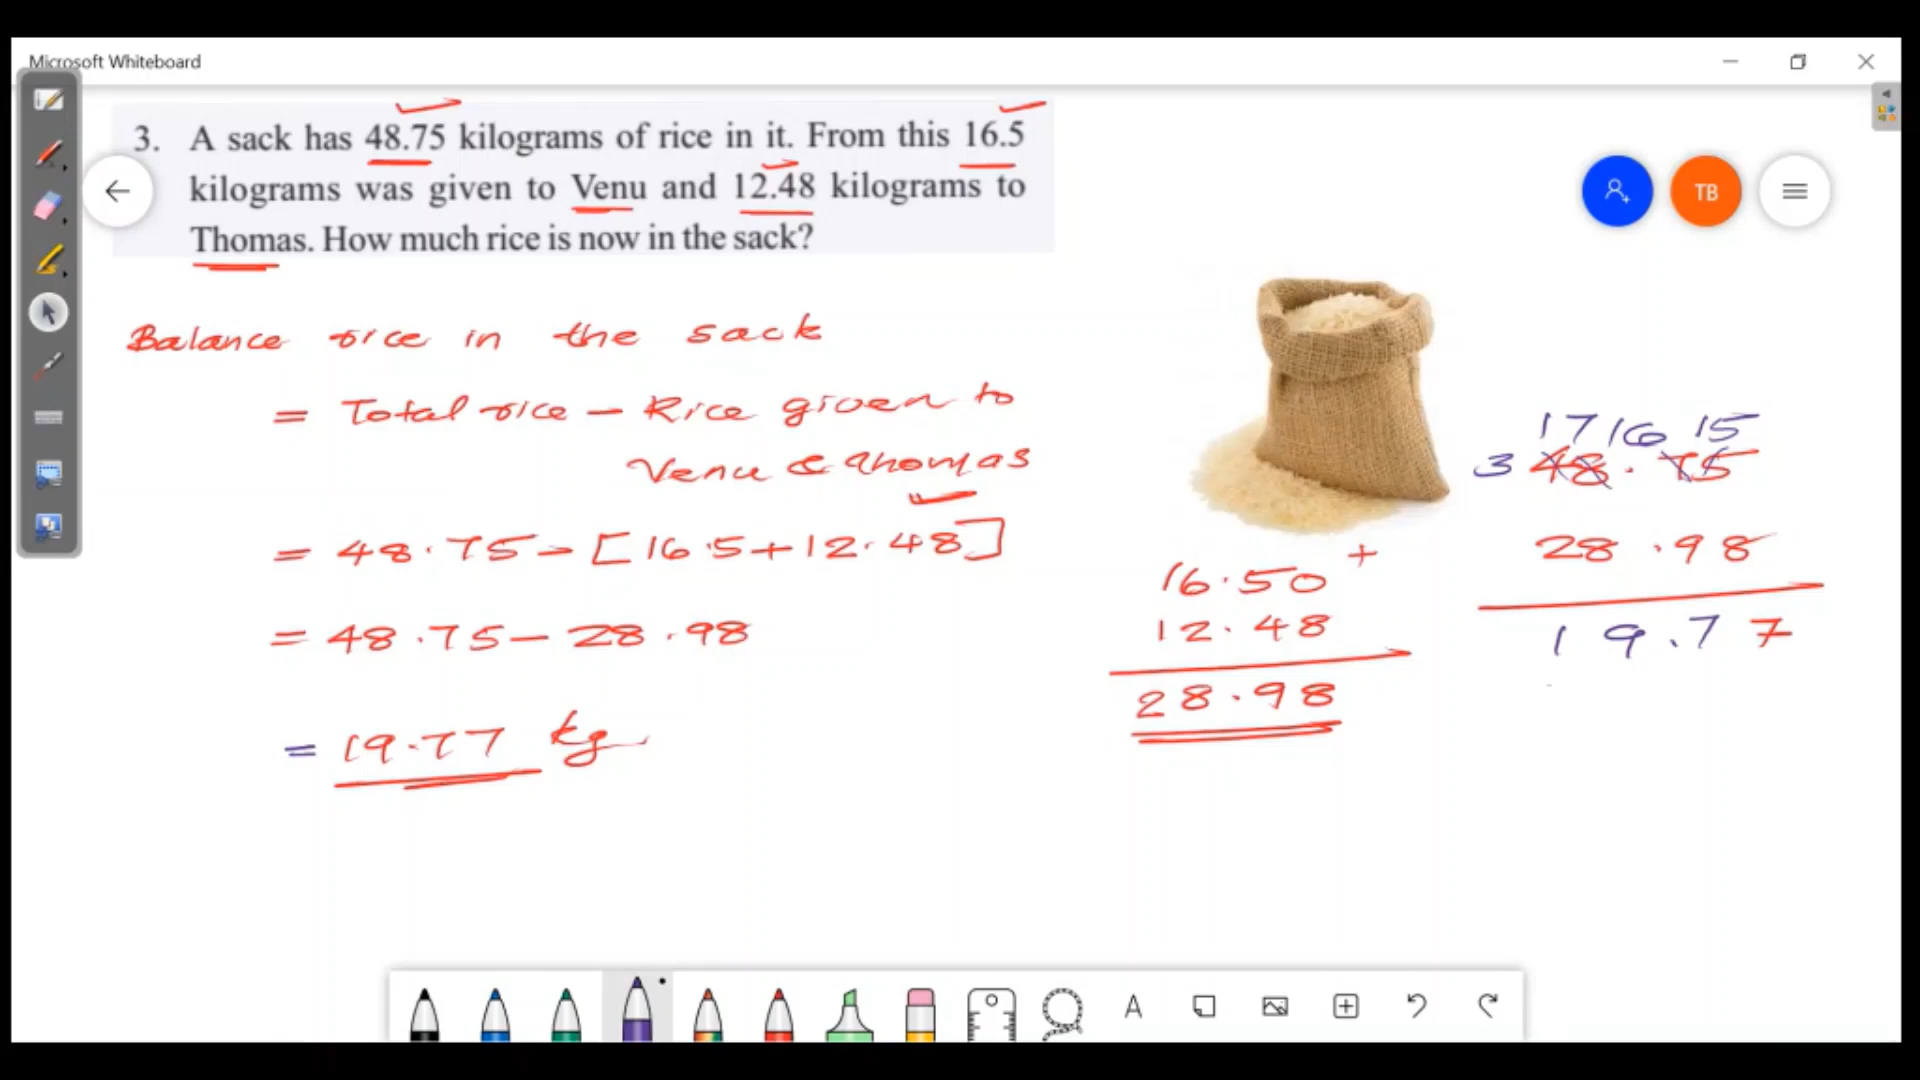 Microsoft Whiteboard
3. A sack has 48.75 kilograms of rice in it. From this 16.5
kilograms was given to Venu and 12.48 kilograms to
Thomas. How much rice is now in the sack?
TB
Balance rice in the sack
= Total rice – Rice given to
Venu & Thomas
= 48.75 – [16.5 + 12.48]
= 48.75 – 28.98
= 19.77 kg
16.50 +
12.48
28.98
17 16 15
3 48.75
28.98
19.77
A